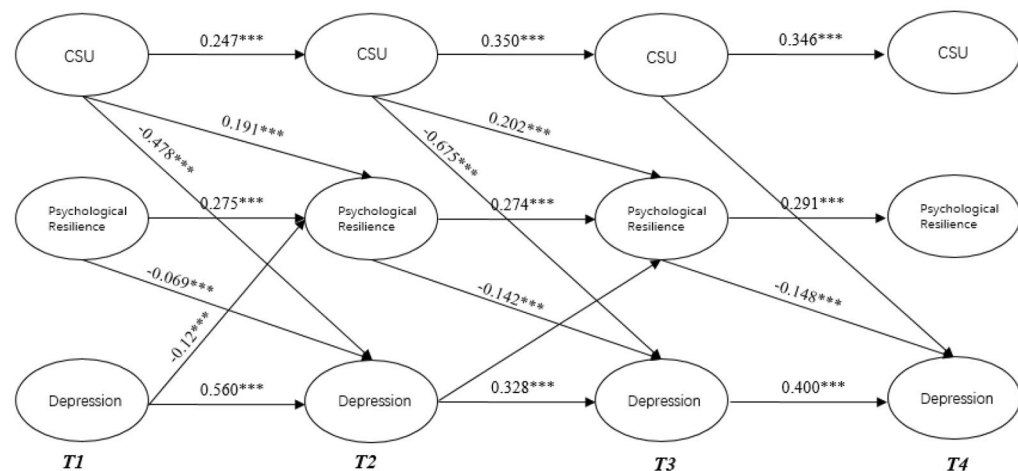 CSU
0.247***
CSU
0.350***
CSU
0.346***
CSU
0.191***
-0.478***
0.202***
-0.675***
Psychological
Resilience
0.275***
Psychological
Resilience
0.274***
Psychological
Resilience
0.291***
Psychological
Resilience
-0.069***
-0.12***
-0.142***
-0.148***
Depression
0.560***
Depression
0.328***
Depression
0.400***
Depression
T1
T2
T3
T4